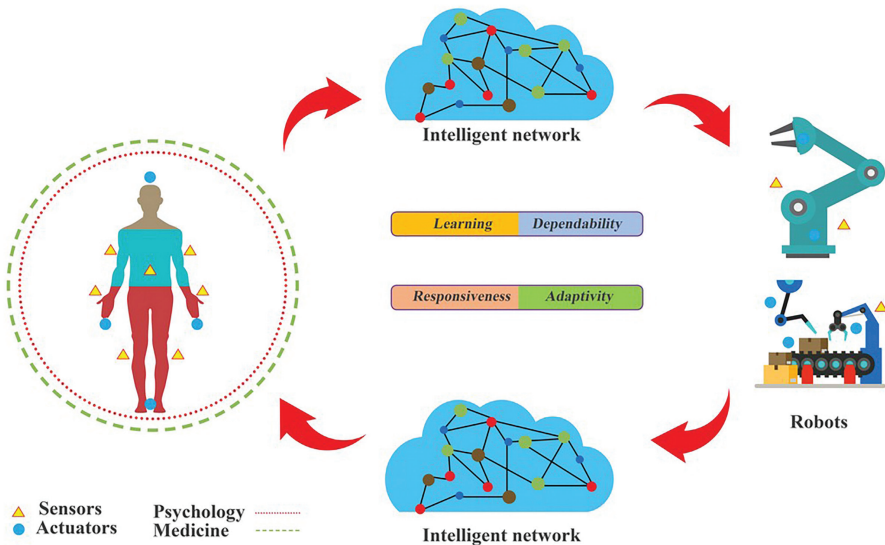 Intelligent network
Learning
Dependability
Responsiveness
Adaptivity
Robots
Sensors
Psychology
Actuators
Medicine
Intelligent network